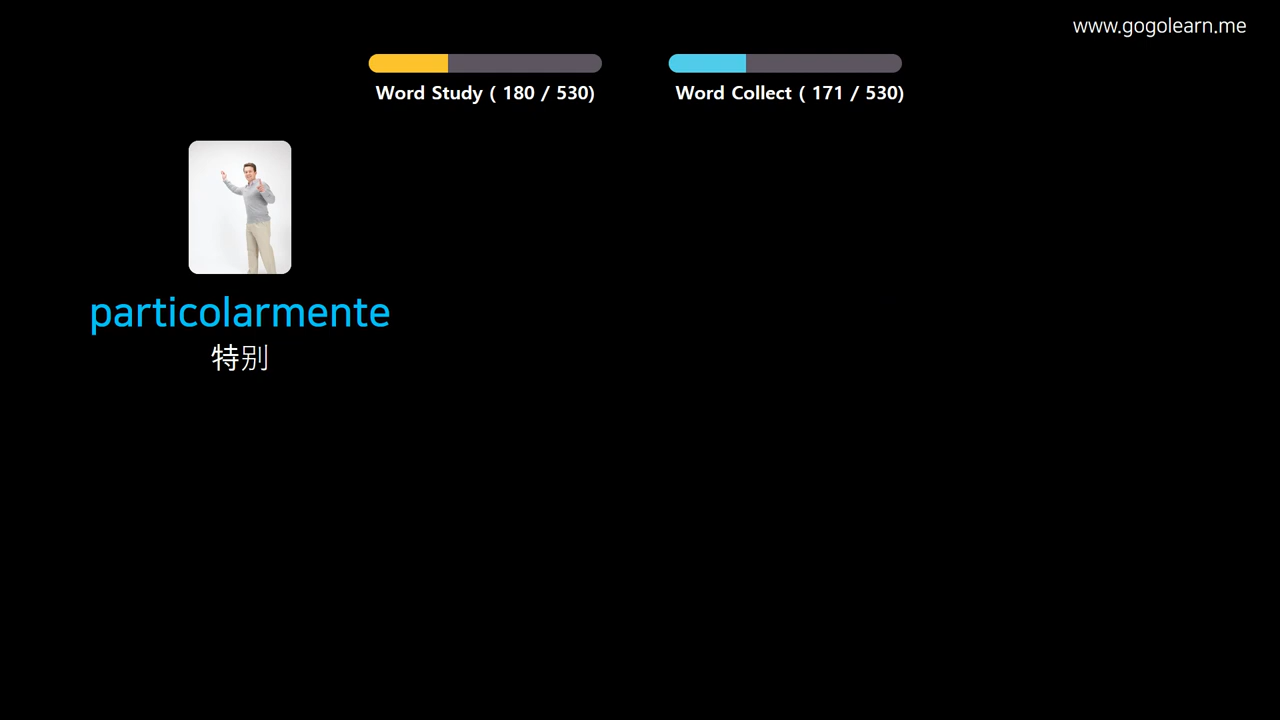 www.gogolearn.me
Word Study ( 180 / 530)
Word Collect ( 171 / 530)
particolarmente
特别